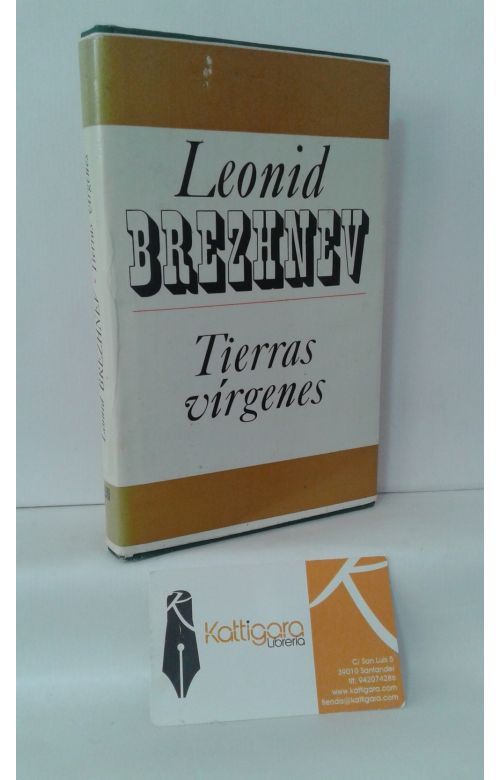 Leonid
BREZHNEV
Tierras
vírgenes
Leonid BREZHNEV • Tierras vírgenes
Kattigara
Librería
C/ San Luis 5
39010 Santander
tlf: 942074286
www.kattigara.com
tienda@kattigara.com